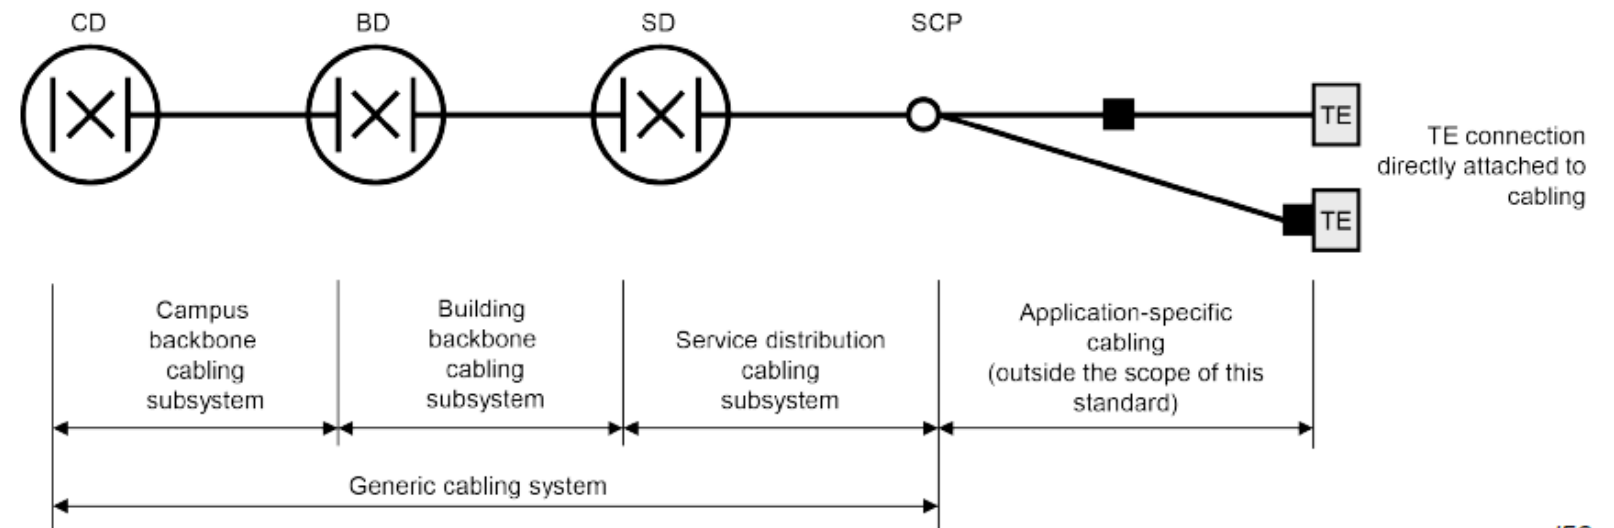 CD
BD
SD
SCP
TE
TE connection
directly attached to
cabling
TE
Campus
backbone
cabling
subsystem
Building
backbone
cabling
subsystem
Service distribution
cabling
subsystem
Application-specific
cabling
(outside the scope of this
standard)
Generic cabling system